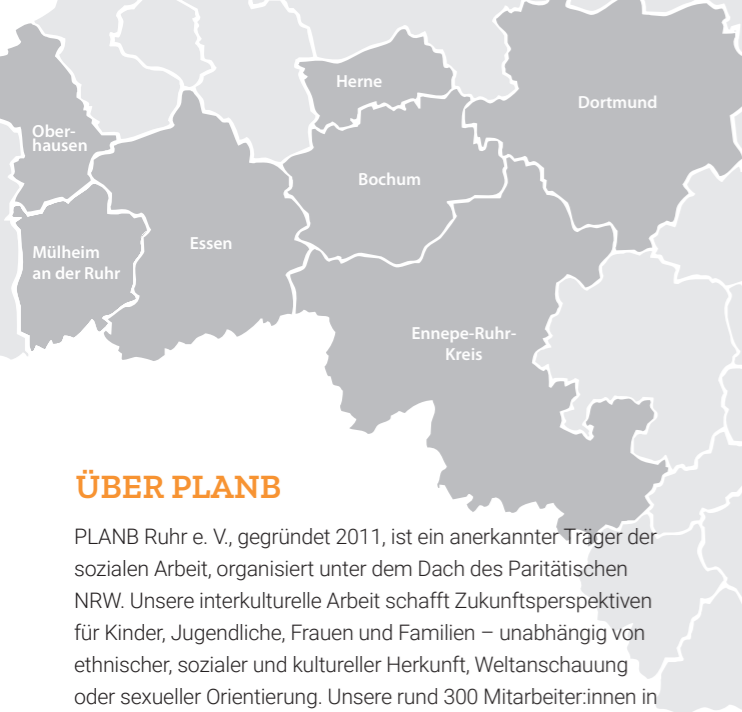 Herne
Dortmund
Ober-
hausen
Bochum
Essen
Mülheim
an der Ruhr
Ennepe-Ruhr-
Kreis
ÜBER PLANB
PLANB Ruhr e. V., gegründet 2011, ist ein anerkannter Träger der
sozialen Arbeit, organisiert unter dem Dach des Paritätischen
NRW. Unsere interkulturelle Arbeit schafft Zukunftsperspektiven
für Kinder, Jugendliche, Frauen und Familien – unabhängig von
ethnischer, sozialer und kultureller Herkunft, Weltanschauung
oder sexueller Orientierung. Unsere rund 300 Mitarbeiter:innen in